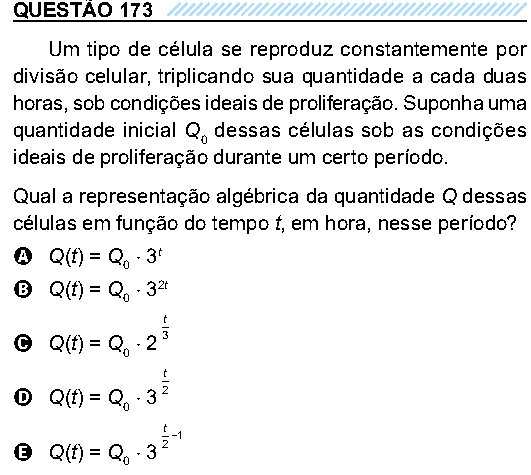 QUESTÃO 173
Um tipo de célula se reproduz constantemente por
divisão celular, triplicando sua quantidade a cada duas
horas, sob condições ideais de proliferação. Suponha uma
quantidade inicial Q₀ dessas células sob as condições
ideais de proliferação durante um certo período.
Qual a representação algébrica da quantidade Q dessas
células em função do tempo t, em hora, nesse período?
A Q(t) = Q₀ · 3^t
B Q(t) = Q₀ · 3^{2t}
C Q(t) = Q₀ · 2^{t/3}
D Q(t) = Q₀ · 3^{t/2}
E Q(t) = Q₀ · 3^{t/2 −1}